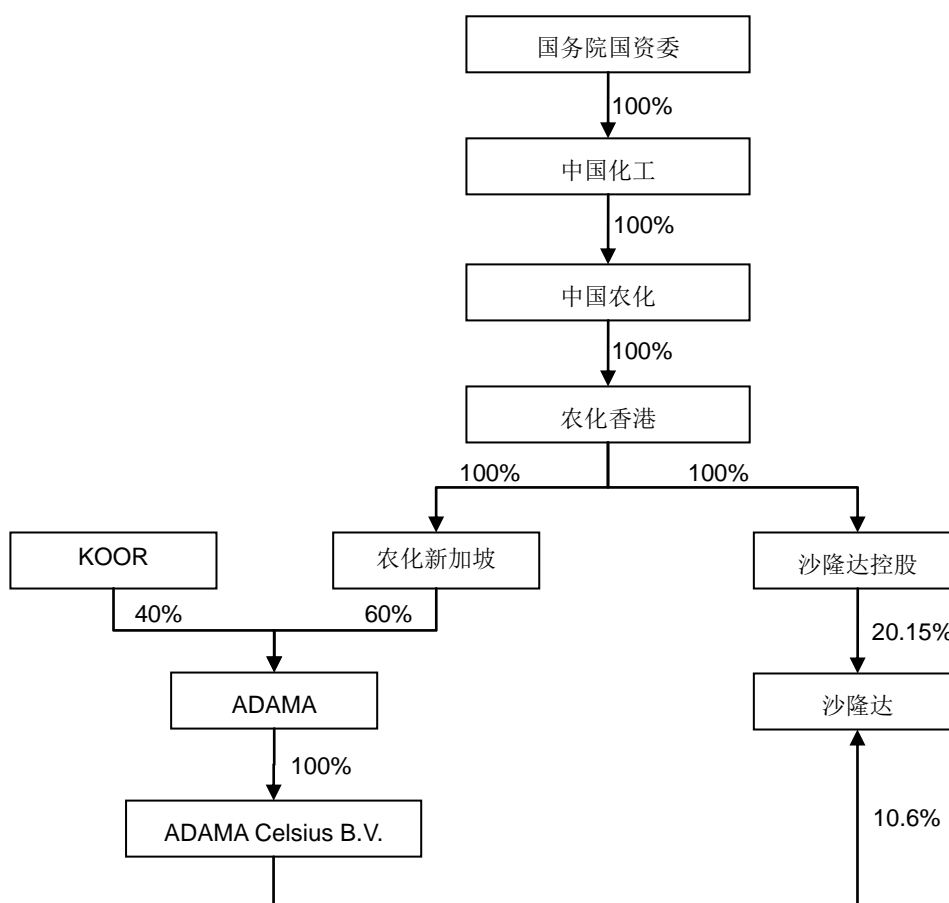 国务院国资委
100%
中国化工
100%
中国农化
100%
农化香港
100%
100%
KOOR
农化新加坡
沙隆达控股
40%
60%
20.15%
ADAMA
沙隆达
100%
ADAMA Celsius B.V.
10.6%